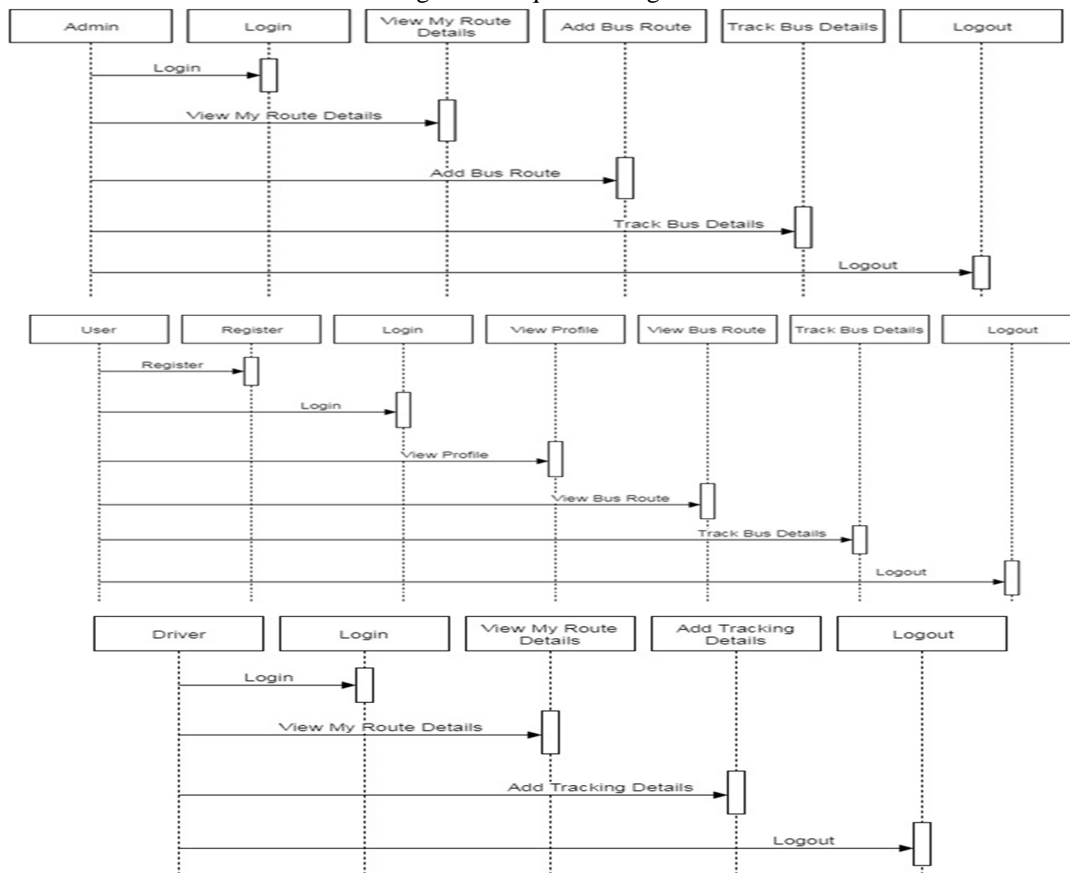 Admin
Login
View My Route
Details
Add Bus Route
Track Bus Details
Logout
Login
View My Route Details
Add Bus Route
Track Bus Details
Logout
User
Register
Login
View Profile
View Bus Route
Track Bus Details
Logout
Register
Login
View Profile
View Bus Route
Track Bus Details
Logout
Driver
Login
View My Route
Details
Add Tracking
Details
Logout
Login
View My Route Details
Add Tracking Details
Logout